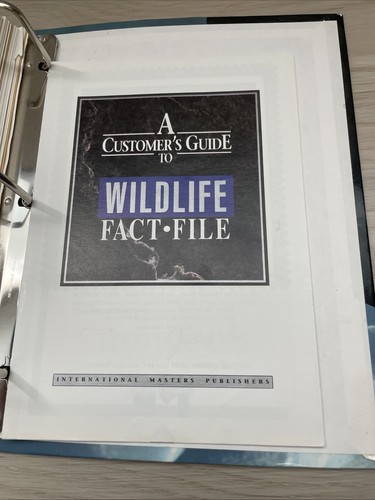 A
CUSTOMER'S GUIDE
TO
WILDLIFE
FACT•FILE
INTERNATIONAL MASTERS PUBLISHERS